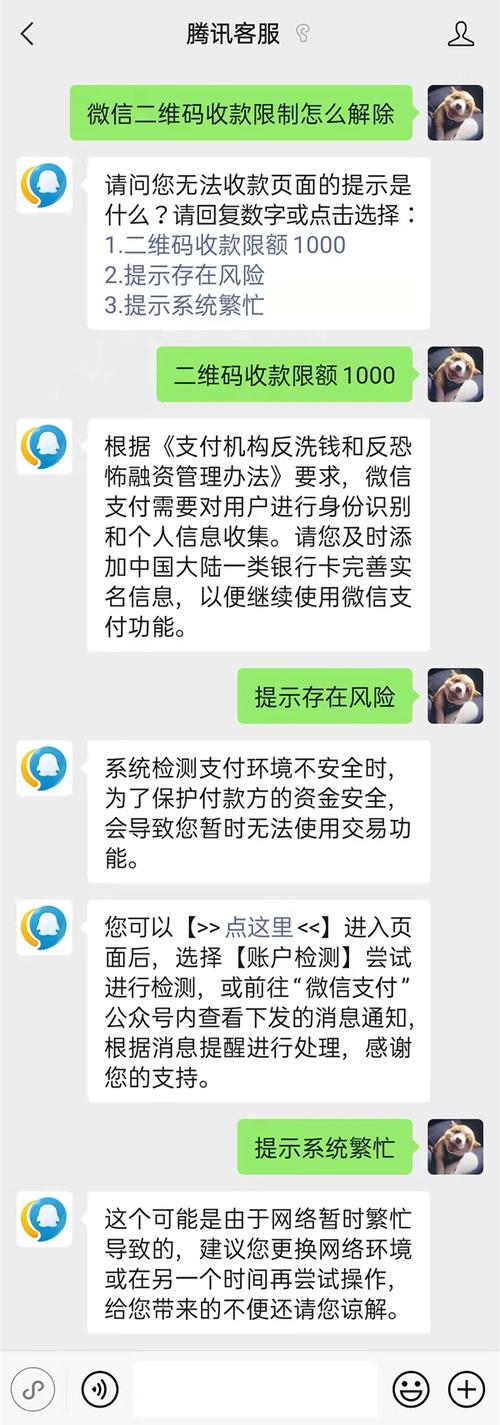 腾讯客服
微信二维码收款限制怎么解除
请问您无法收款页面的提示是
什么？请回复数字或点击选择：
1.二维码收款限额1000
2.提示存在风险
3.提示系统繁忙
二维码收款限额1000
根据《支付机构反洗钱和反恐
怖融资管理办法》要求，微信
支付需要对用户进行身份识别
和个人信息收集。请您及时添
加中国大陆一类银行卡完善实
名信息，以便继续使用微信支
付功能。
提示存在风险
系统检测支付环境不安全时，
为了保护付款方的资金安全，
会导致您暂时无法使用交易功
能。
您可以【>>点这里<<】进入页
面后，选择【账户检测】尝试
进行检测，或前往“微信支付”
公众号内查看下发的消息通知，
根据消息提醒进行处理，感谢
您的支持。
提示系统繁忙
这个可能是由于网络暂时繁忙
导致的，建议您更换网络环境
或在另一个时间再尝试操作，
给您带来的不便还请您谅解。